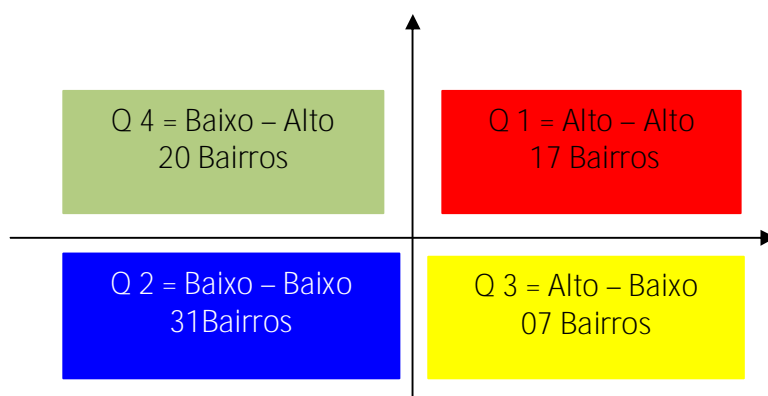 Q 4 = Baixo – Alto
20 Bairros
Q 1 = Alto – Alto
17 Bairros
Q 2 = Baixo – Baixo
31Bairros
Q 3 = Alto – Baixo
07 Bairros